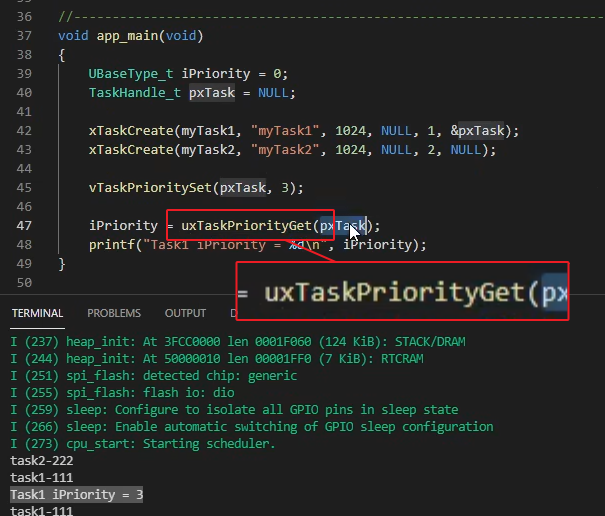 36 //----------------------------------------------------------------
37 void app_main(void)
38 {
39 UBaseType_t iPriority = 0;
40 TaskHandle_t pxTask = NULL;
41
42 xTaskCreate(myTask1, "myTask1", 1024, NULL, 1, &pxTask);
43 xTaskCreate(myTask2, "myTask2", 1024, NULL, 2, NULL);
44
45 vTaskPrioritySet(pxTask, 3);
46
47 iPriority = uxTaskPriorityGet(pxTask);
48 printf("Task1 iPriority = %d\n", iPriority);
49 }
50
= uxTaskPriorityGet(px
TERMINAL PROBLEMS OUTPUT D
I (237) heap_init: At 3FCC0000 len 0001F060 (124 KiB): STACK/DRAM
I (244) heap_init: At 50000010 len 00001FF0 (7 KiB): RTCRAM
I (251) spi_flash: detected chip: generic
I (255) spi_flash: flash io: dio
I (259) sleep: Configure to isolate all GPIO pins in sleep state
I (266) sleep: Enable automatic switching of GPIO sleep configuration
I (273) cpu_start: Starting scheduler.
task2-222
task1-111
Task1 iPriority = 3
task1-111